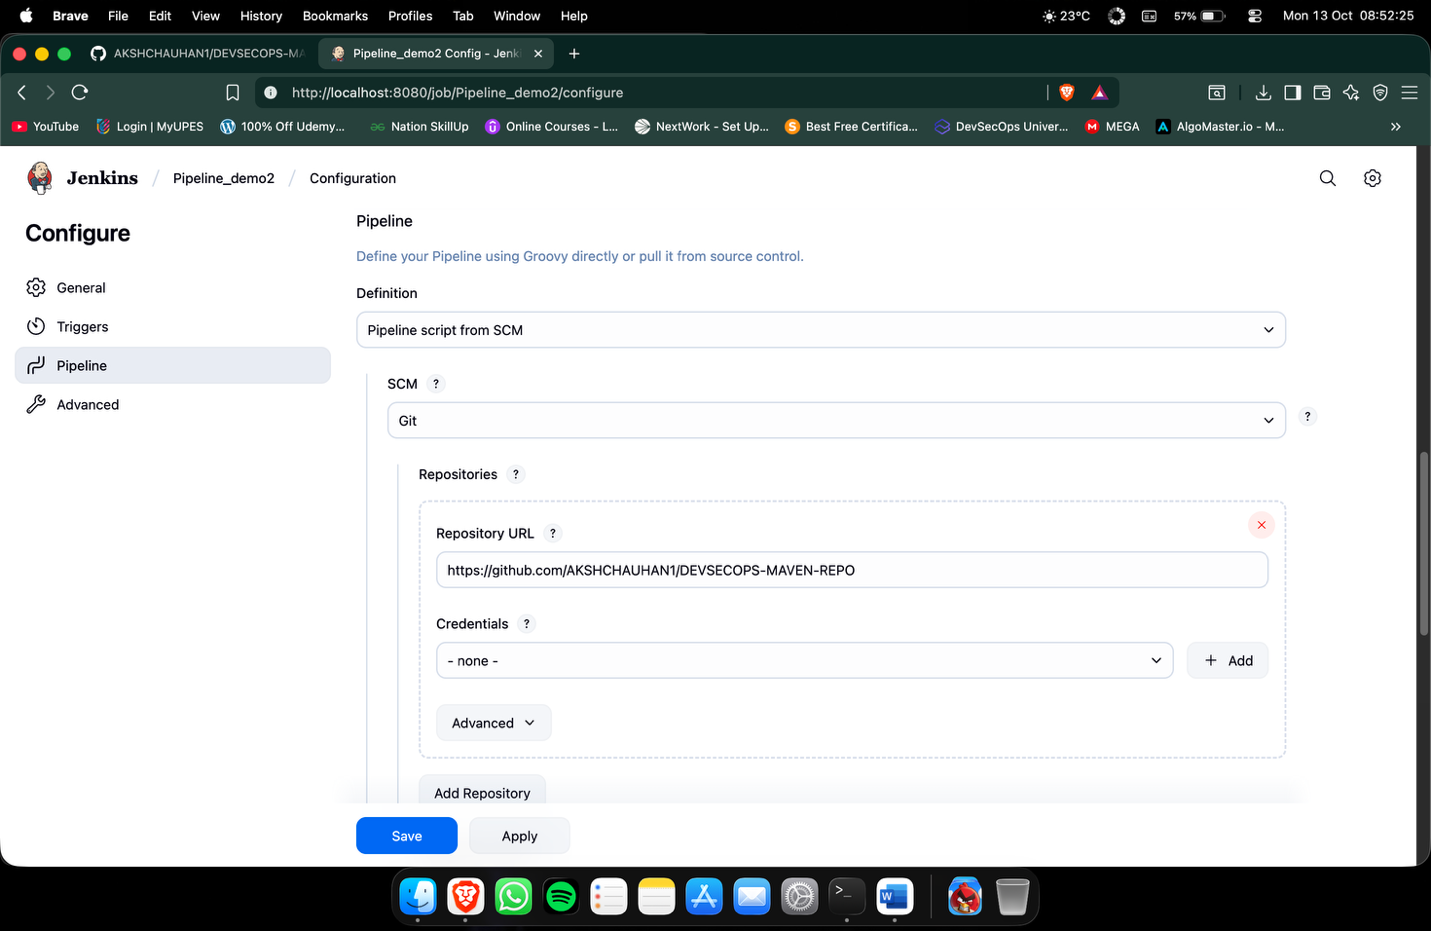 Brave File Edit View History Bookmarks Profiles Tab Window Help 23°C 57% Mon 13 Oct 08:52:25
AKSHCHAUHAN1/DEVSECOPS-MA Pipeline_demo2 Config - Jenk
http://localhost:8080/job/Pipeline_demo2/configure
YouTube Login | MyUPES 100% Off Udemy... Nation SkillUp Online Courses - L... NextWork - Set Up... Best Free Certifica... DevSecOps Univer... MEGA AlgoMaster.io - M... »
Jenkins / Pipeline_demo2 / Configuration
Configure
General
Triggers
Pipeline
Advanced
Pipeline
Define your Pipeline using Groovy directly or pull it from source control.
Definition
Pipeline script from SCM
SCM ?
Git
?
Repositories ?
Repository URL ?
https://github.com/AKSHCHAUHAN1/DEVSECOPS-MAVEN-REPO
Credentials ?
- none -
+ Add
Advanced
Add Repository
Save Apply